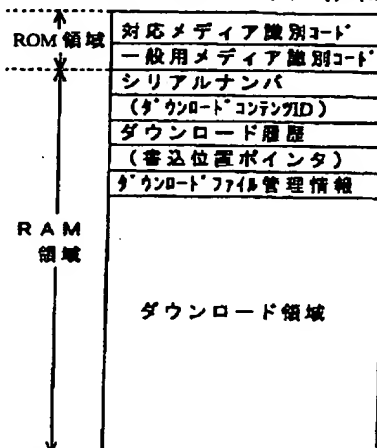 ROM領域
対応メディア識別コード
一般用メディア識別コード
シリアルナンバ
(ダウンロードコンテンツID)
ダウンロード履歴
(書込位置ポインタ)
ダウンロードファイル管理情報
RAM
領域
ダウンロード領域